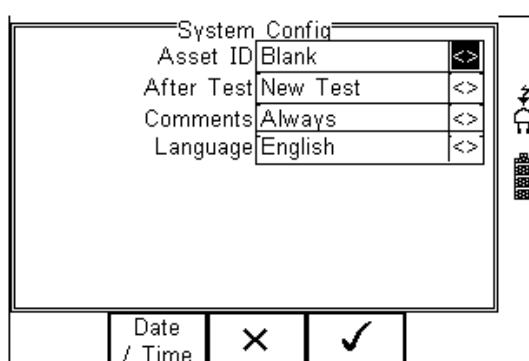 System Config
Asset ID Blank <>
After Test New Test <>
Comments Always <>
Language English <>
Date
/ Time